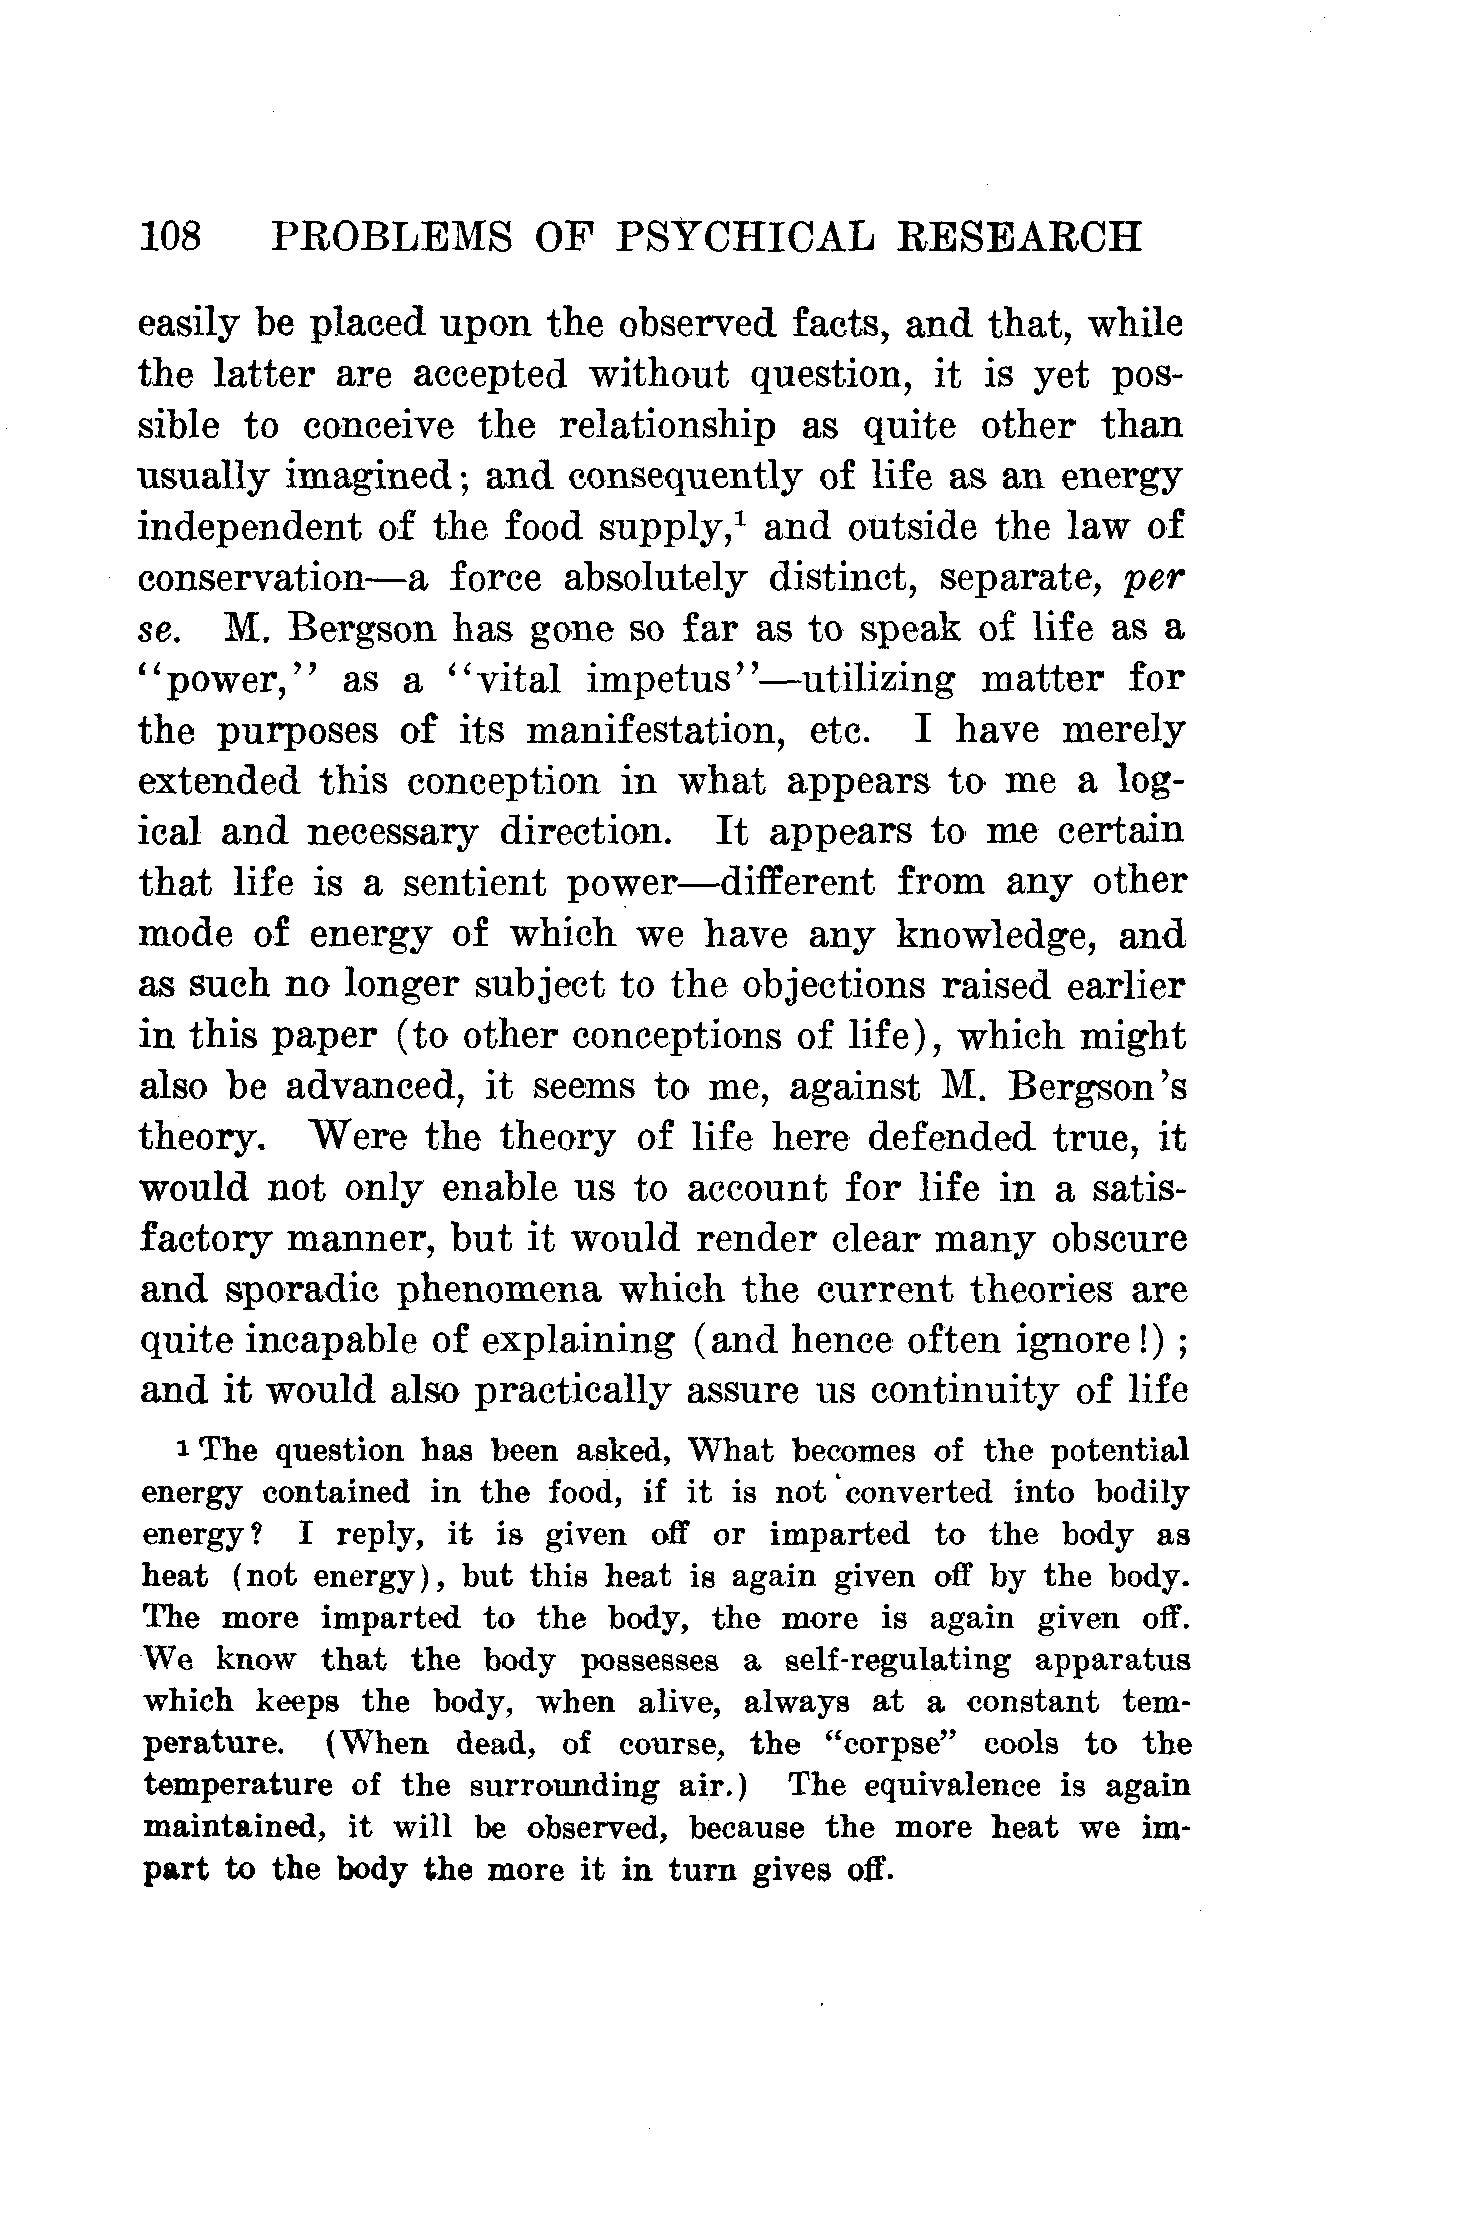 108 PROBLEMS OF PSYCHICAL RESEARCH
easily be placed upon the observed facts, and that, while
the latter are accepted without question, it is yet pos-
sible to conceive the relationship as quite other than
usually imagined; and consequently of life as an energy
independent of the food supply,¹ and outside the law of
conservation—a force absolutely distinct, separate, per
se. M. Bergson has gone so far as to speak of life as a
“power,” as a “vital impetus”—utilizing matter for
the purposes of its manifestation, etc. I have merely
extended this conception in what appears to me a log-
ical and necessary direction. It appears to me certain
that life is a sentient power—different from any other
mode of energy of which we have any knowledge, and
as such no longer subject to the objections raised earlier
in this paper (to other conceptions of life), which might
also be advanced, it seems to me, against M. Bergson's
theory. Were the theory of life here defended true, it
would not only enable us to account for life in a satis-
factory manner, but it would render clear many obscure
and sporadic phenomena which the current theories are
quite incapable of explaining (and hence often ignore!);
and it would also practically assure us continuity of life
¹ The question has been asked, What becomes of the potential
energy contained in the food, if it is not converted into bodily
energy? I reply, it is given off or imparted to the body as
heat (not energy), but this heat is again given off by the body.
The more imparted to the body, the more is again given off.
We know that the body possesses a self-regulating apparatus
which keeps the body, when alive, always at a constant tem-
perature. (When dead, of course, the “corpse” cools to the
temperature of the surrounding air.) The equivalence is again
maintained, it will be observed, because the more heat we im-
part to the body the more it in turn gives off.